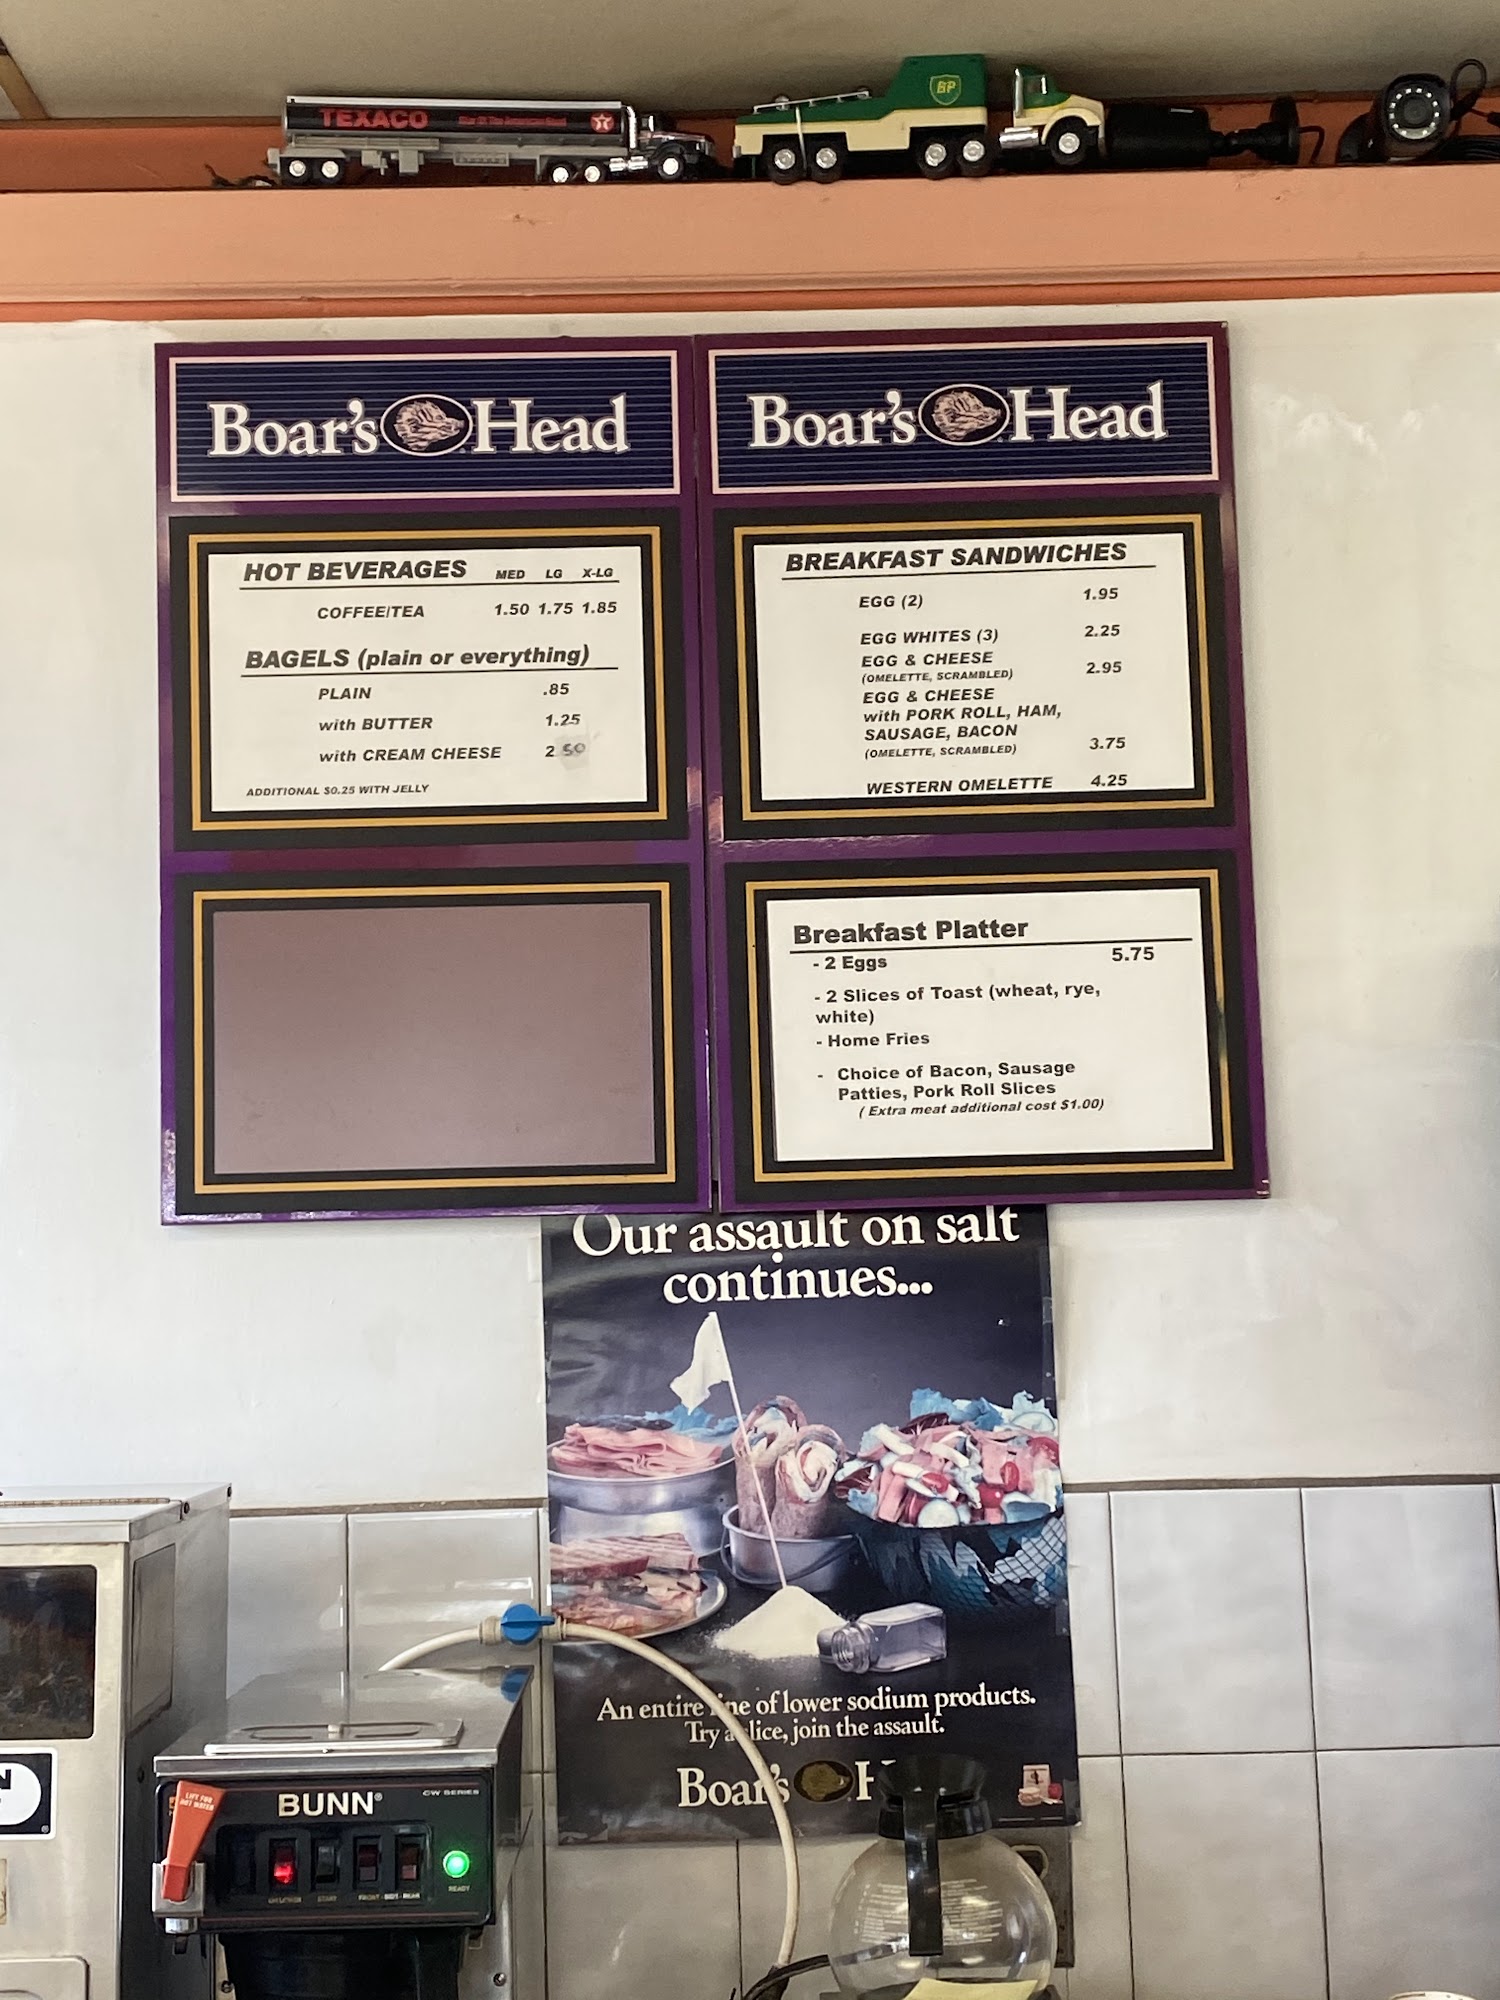 TEXACO
BP
Boar's Head
HOT BEVERAGES MED LG X-LG
COFFEE/TEA 1.50 1.75 1.85
BAGELS (plain or everything)
PLAIN .85
with BUTTER 1.25
with CREAM CHEESE 2 50
ADDITIONAL $0.25 WITH JELLY
Boar's Head
BREAKFAST SANDWICHES
EGG (2) 1.95
EGG WHITES (3) 2.25
EGG & CHEESE 2.95
(OMELETTE, SCRAMBLED)
EGG & CHEESE
with PORK ROLL, HAM,
SAUSAGE, BACON
(OMELETTE, SCRAMBLED) 3.75
WESTERN OMELETTE 4.25
Breakfast Platter
- 2 Eggs 5.75
- 2 Slices of Toast (wheat, rye,
white)
- Home Fries
- Choice of Bacon, Sausage
Patties, Pork Roll Slices
( Extra meat additional cost $1.00)
Our assault on salt
continues...
An entire line of lower sodium products.
Try a slice, join the assault.
Boar's H
BUNN®
CW SERIES
LIFT FOR
HOT WATER
READY
N